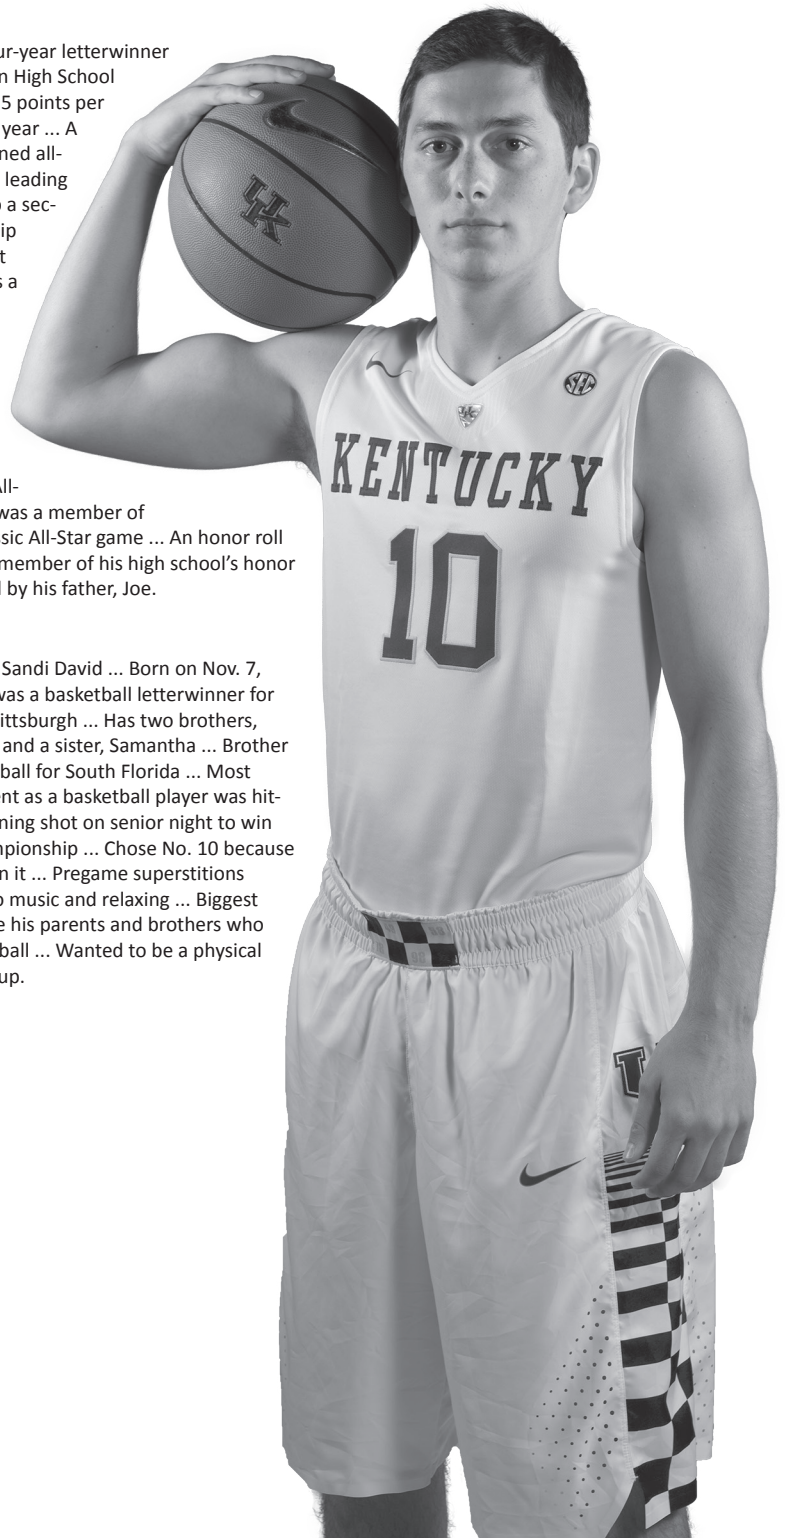 ur-year letterwinner
n High School
5 points per
year ... A
ned all-
leading
o a sec-
ip
t
s a
All-
was a member of
sic All-Star game ... An honor roll
member of his high school's honor
d by his father, Joe.
Sandi David ... Born on Nov. 7,
was a basketball letterwinner for
ittsburgh ... Has two brothers,
and a sister, Samantha ... Brother
ball for South Florida ... Most
ent as a basketball player was hit-
ning shot on senior night to win
mpionship ... Chose No. 10 because
n it ... Pregame superstitions
o music and relaxing ... Biggest
e his parents and brothers who
ball ... Wanted to be a physical
up.
UK
SEC
UK
KENTUCKY
10
U